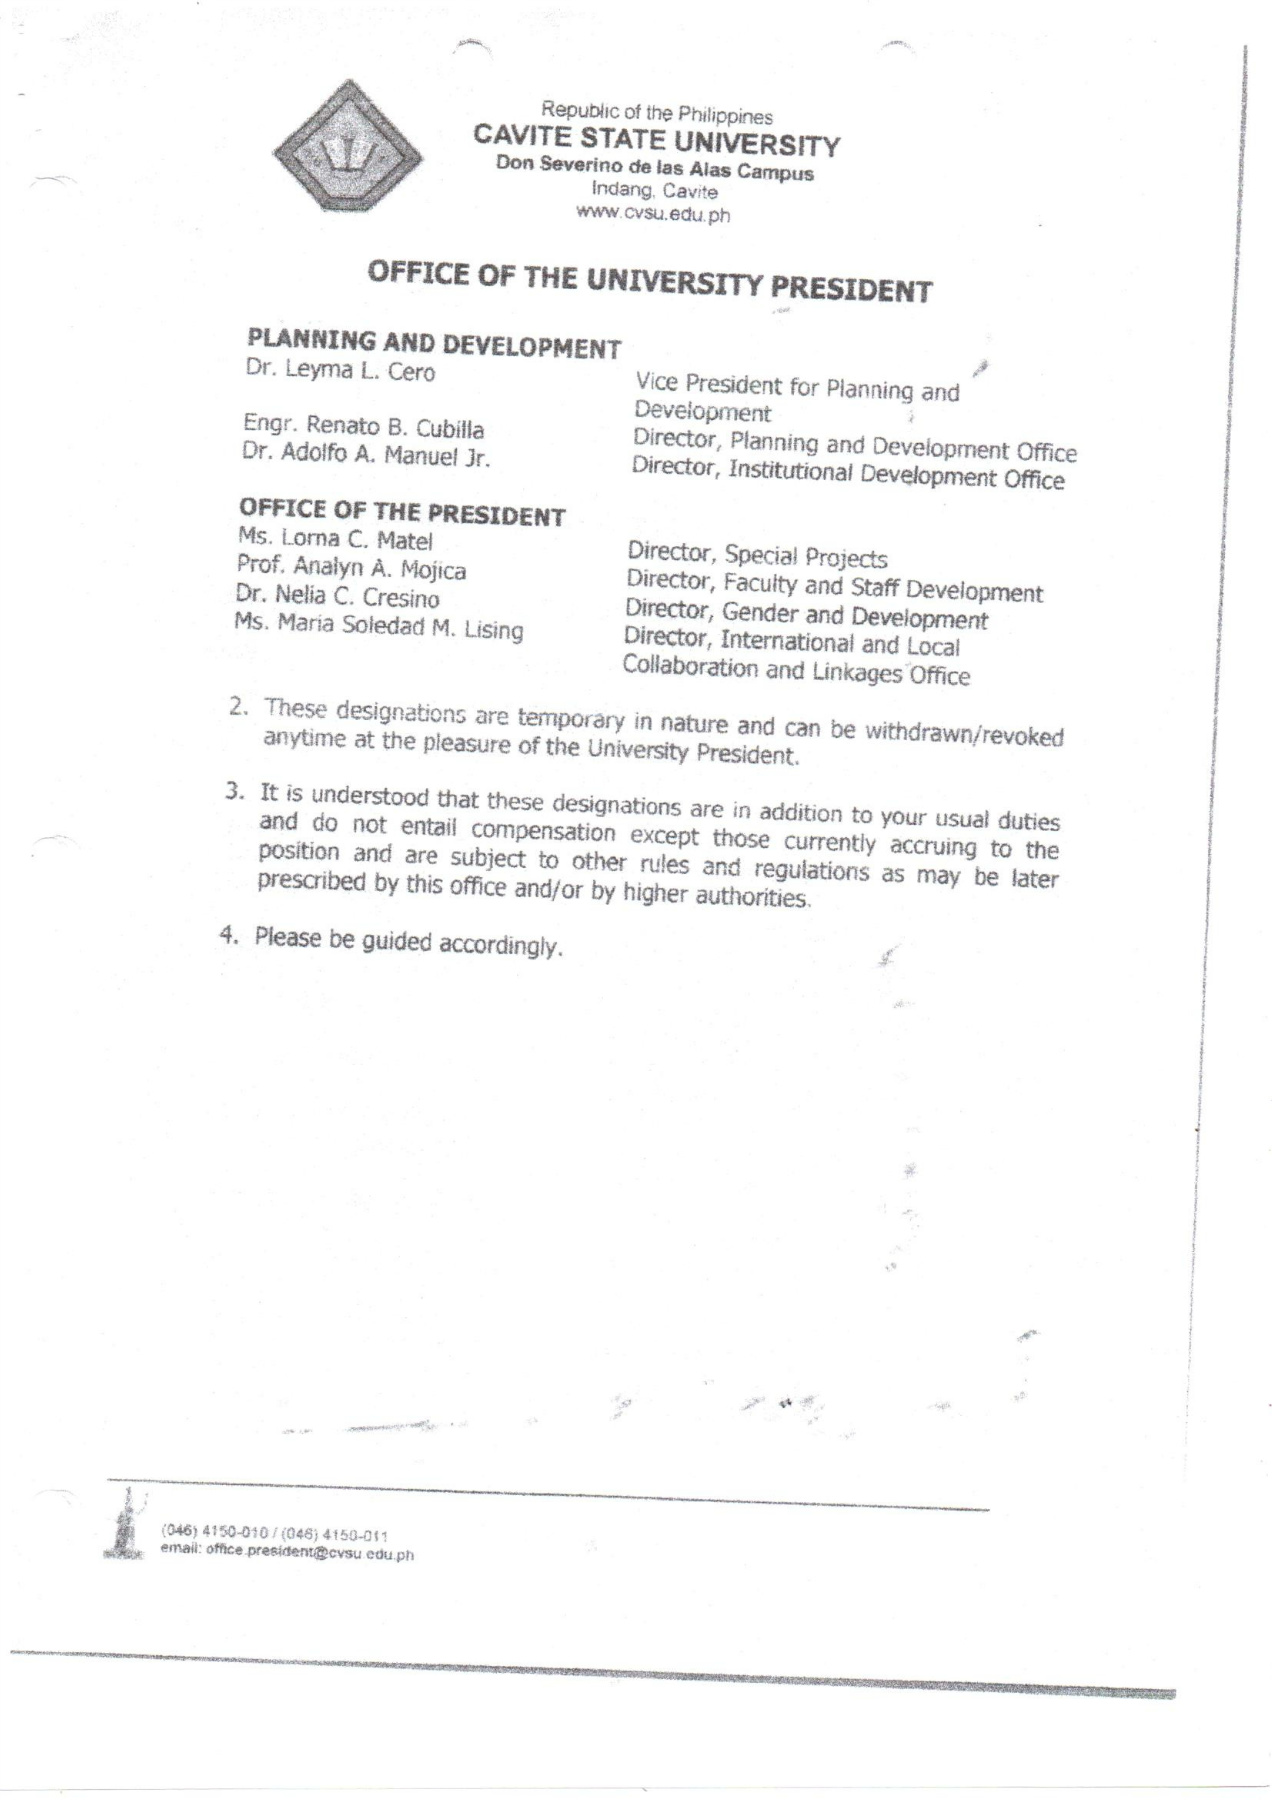 Republic of the Philippines
CAVITE STATE UNIVERSITY
Don Severino de las Alas Campus
Indang, Cavite
www.cvsu.edu.ph
OFFICE OF THE UNIVERSITY PRESIDENT
PLANNING AND DEVELOPMENT
Dr. Leyma L. Cero Vice President for Planning and
Development
Engr. Renato B. Cubilla Director, Planning and Development Office
Dr. Adolfo A. Manuel Jr. Director, Institutional Development Office
OFFICE OF THE PRESIDENT
Ms. Lorna C. Matel Director, Special Projects
Prof. Analyn A. Mojica Director, Faculty and Staff Development
Dr. Nelia C. Cresino Director, Gender and Development
Ms. Maria Soledad M. Lising Director, International and Local
Collaboration and Linkages Office
2. These designations are temporary in nature and can be withdrawn/revoked
anytime at the pleasure of the University President.
3. It is understood that these designations are in addition to your usual duties
and do not entail compensation except those currently accruing to the
position and are subject to other rules and regulations as may be later
prescribed by this office and/or by higher authorities.
4. Please be guided accordingly.
(046) 4150-010 / (046) 4150-011
email: office.president@cvsu.edu.ph